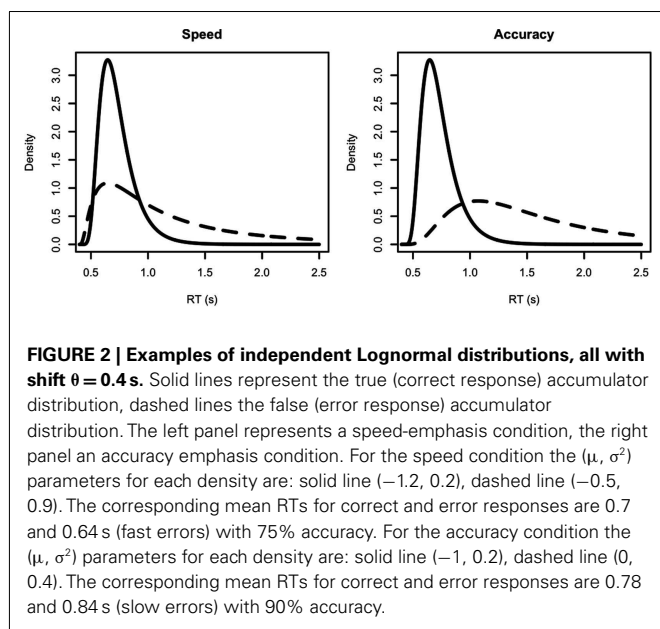 Speed
Accuracy
Density
0.0 0.5 1.0 1.5 2.0 2.5 3.0
0.5 1.0 1.5 2.0 2.5
RT (s)
Density
0.0 0.5 1.0 1.5 2.0 2.5 3.0
0.5 1.0 1.5 2.0 2.5
RT (s)
FIGURE 2 | Examples of independent Lognormal distributions, all with
shift θ = 0.4 s. Solid lines represent the true (correct response) accumulator
distribution, dashed lines the false (error response) accumulator
distribution. The left panel represents a speed-emphasis condition, the right
panel an accuracy emphasis condition. For the speed condition the (μ, σ²)
parameters for each density are: solid line (−1.2, 0.2), dashed line (−0.5,
0.9). The corresponding mean RTs for correct and error responses are 0.7
and 0.64 s (fast errors) with 75% accuracy. For the accuracy condition the
(μ, σ²) parameters for each density are: solid line (−1, 0.2), dashed line (0,
0.4). The corresponding mean RTs for correct and error responses are 0.78
and 0.84 s (slow errors) with 90% accuracy.